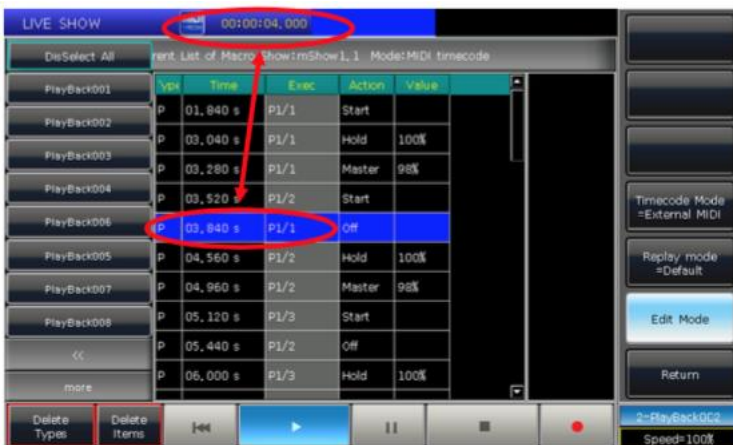 LIVE SHOW
00:00:04.000
DisSelect All
rent List of Macro Show:mShow1.1 Mode:MIDI timecode
Type Time Exec Action Value
P 01.840 s P1/1 Start
P 03.040 s P1/1 Hold 100%
P 03.280 s P1/1 Master 98%
P 03.520 s P1/2 Start
P 03.840 s P1/1 Off
P 04.560 s P1/2 Hold 100%
P 04.960 s P1/2 Master 98%
P 05.120 s P1/3 Start
P 05.440 s P1/2 Off
P 06.000 s P1/3 Hold 100%
PlayBack001
PlayBack002
PlayBack003
PlayBack004
PlayBack006
PlayBack005
PlayBack007
PlayBack008
<<
more
Timecode Mode
=External MIDI
Replay mode
=Default
Edit Mode
Return
Delete
Types
Delete
Items
2-PlayBack002
Speed=100%